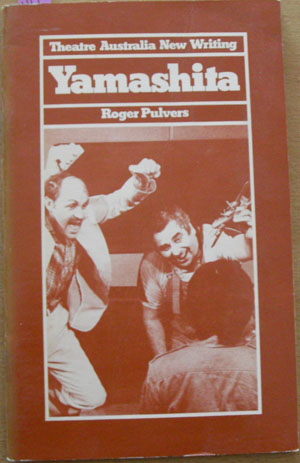 Theatre Australia New Writing
Yamashita
Roger Pulvers